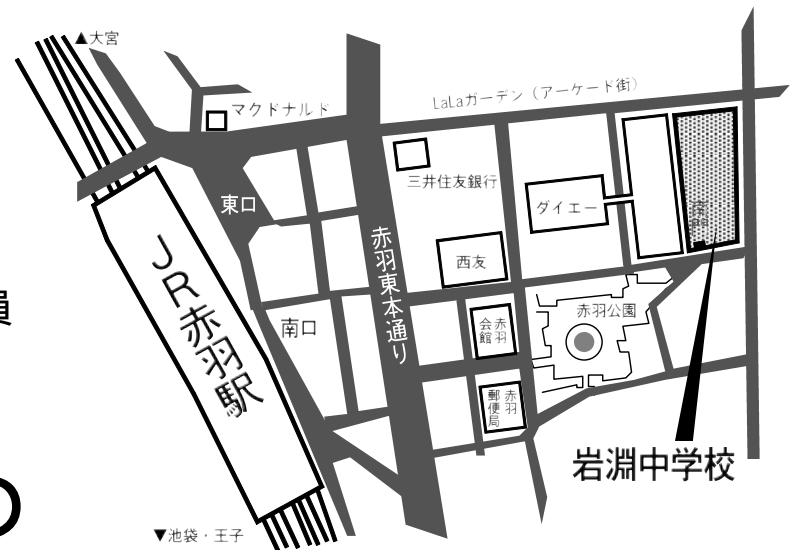 ▲大宮
マクドナルド
LaLaガーデン（アーケード街）
三井住友銀行
ダイエー
東口
西友
JR赤羽駅
赤羽東本通り
赤羽公園
南口
赤羽会館
赤羽郵便局
岩淵中学校
▼池袋・王子